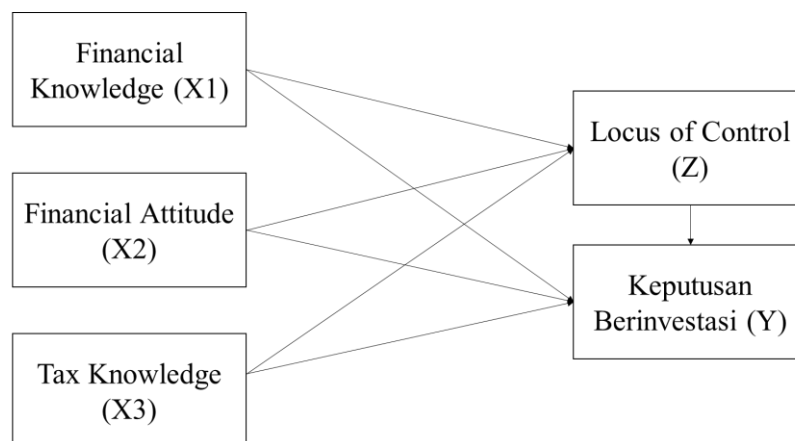 Financial
Knowledge (X1)
Financial Attitude
(X2)
Tax Knowledge
(X3)
Locus of Control
(Z)
Keputusan
Berinvestasi (Y)